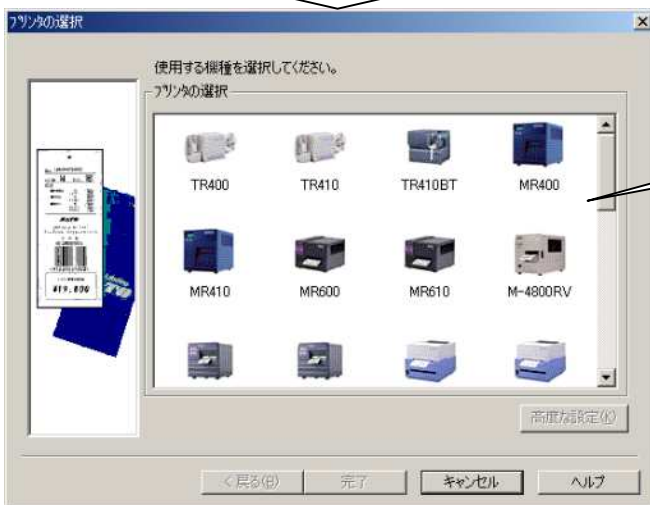 プリンタの選択
使用する機種を選択してください。
プリンタの選択
TR400
TR410
TR410BT
MR400
MR410
MR600
MR610
M-4800RV
¥19,800
高度な設定(K)
< 戻る(B)
完了
キャンセル
ヘルプ